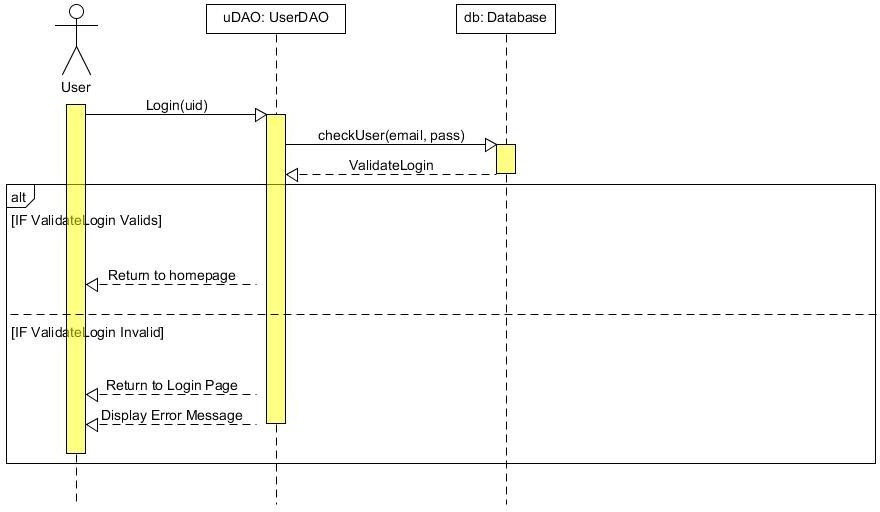 uDAO: UserDAO
db: Database
User
Login(uid)
checkUser(email, pass)
ValidateLogin
alt
[IF ValidateLogin Valids]
Return to homepage
[IF ValidateLogin Invalid]
Return to Login Page
Display Error Message